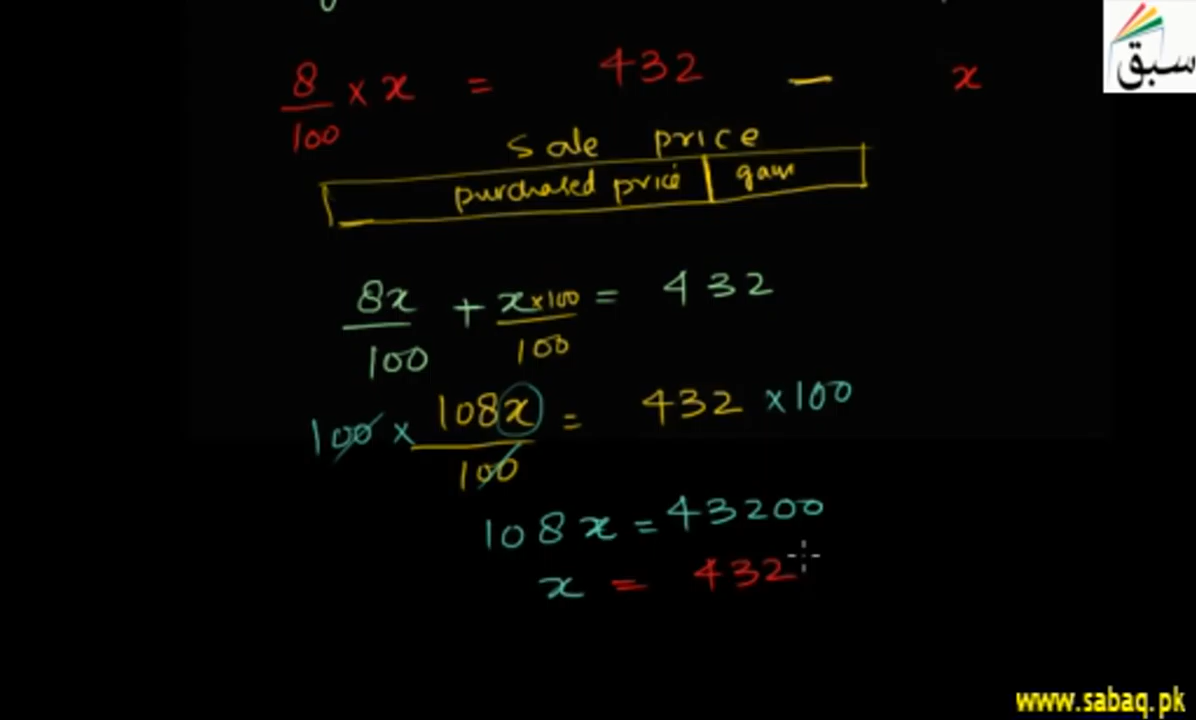 سبق
8/100 × x = 432 — x
sale price
purchased price gain
8x/100 + x×100/100 = 432
100 × 108x/100 = 432 ×100
108x = 43200
x = 432
www.sabaq.pk